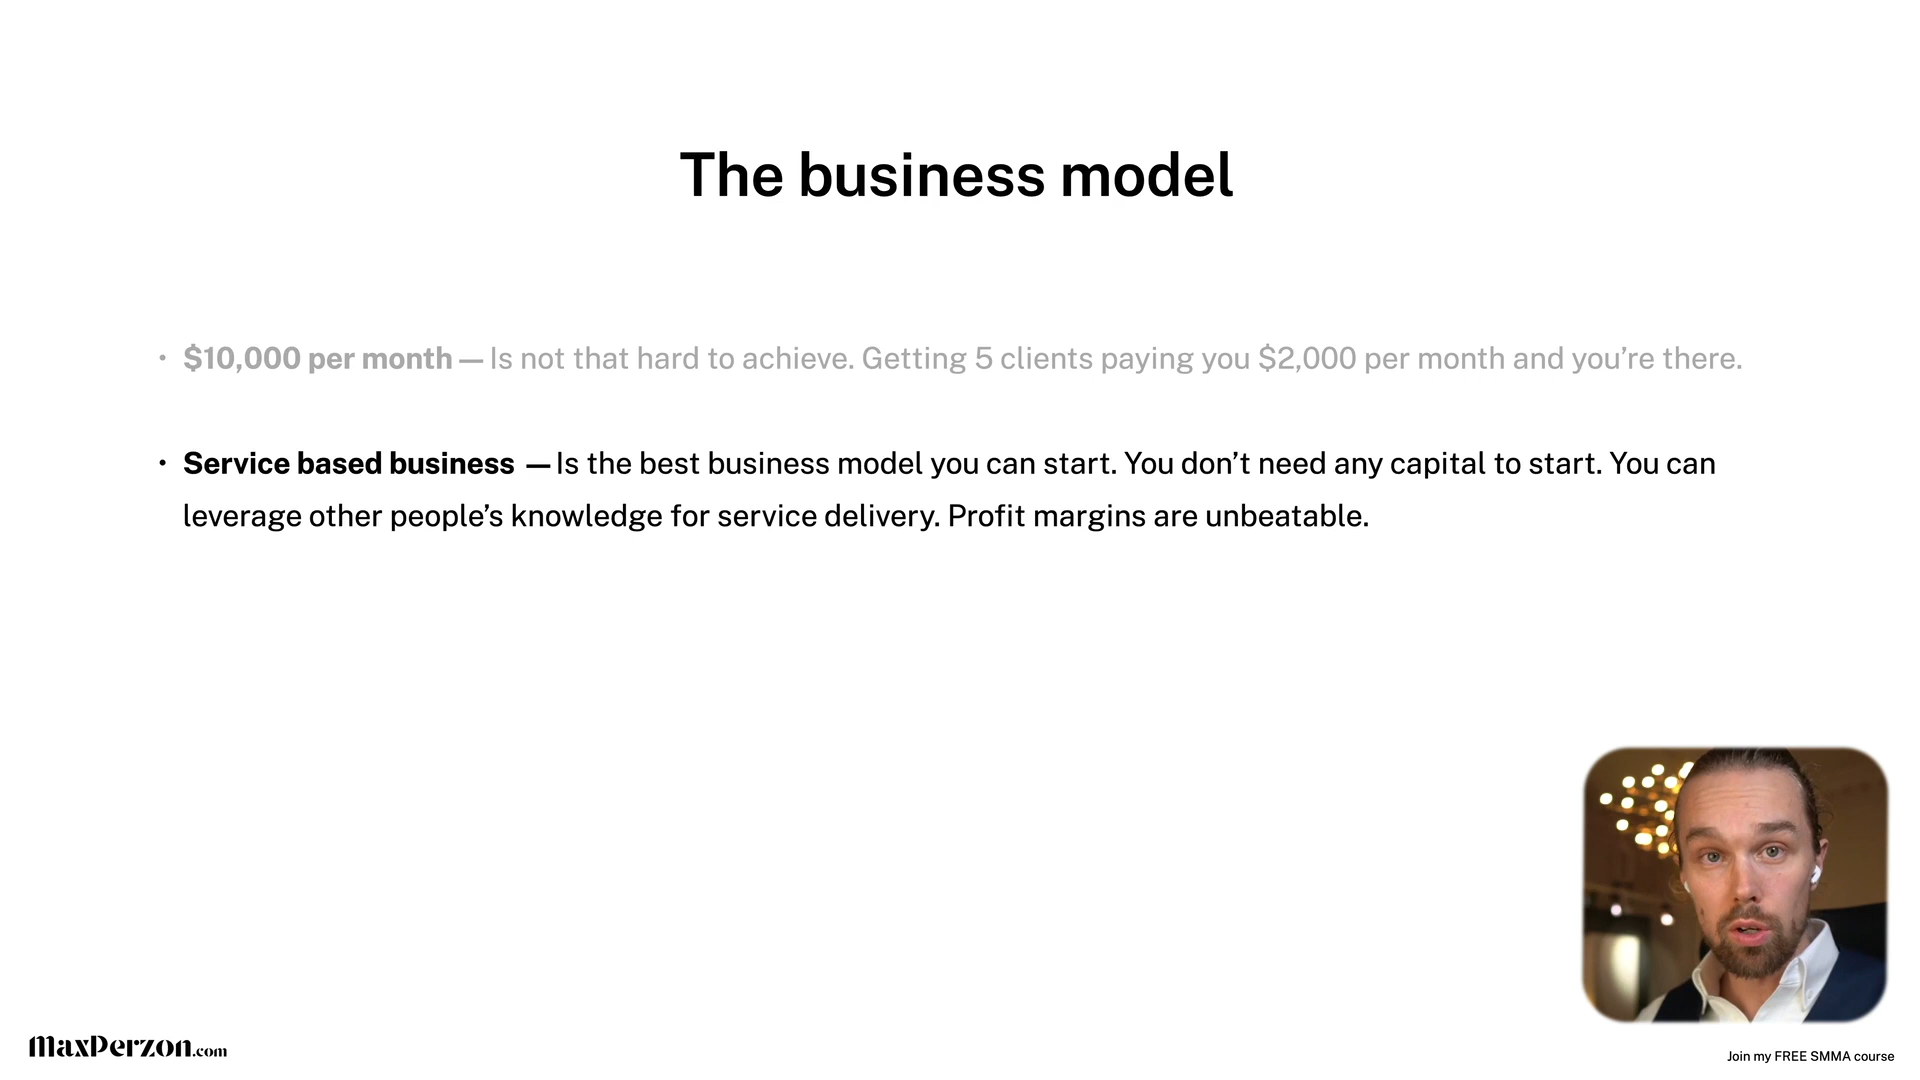 The business model
• $10,000 per month — Is not that hard to achieve. Getting 5 clients paying you $2,000 per month and you’re there.
• Service based business — Is the best business model you can start. You don’t need any capital to start. You can
leverage other people’s knowledge for service delivery. Profit margins are unbeatable.
MaxPerzon.com
Join my FREE SMMA course